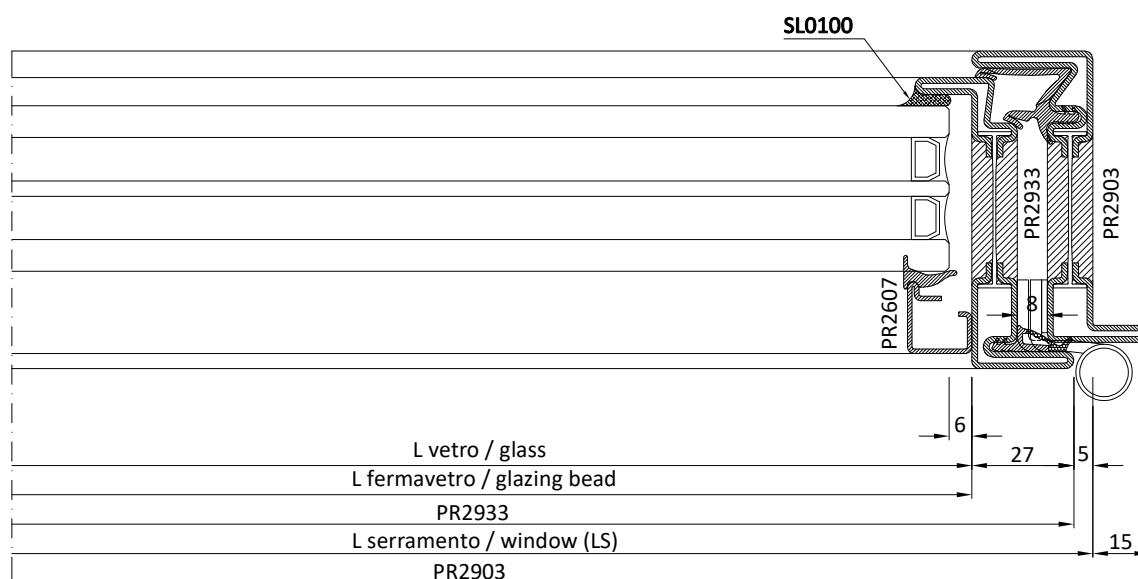 SL0100
PR2933
PR2903
PR2607
8
6
L vetro / glass
27
5
L fermavetro / glazing bead
PR2933
L serramento / window (LS)
15
PR2903